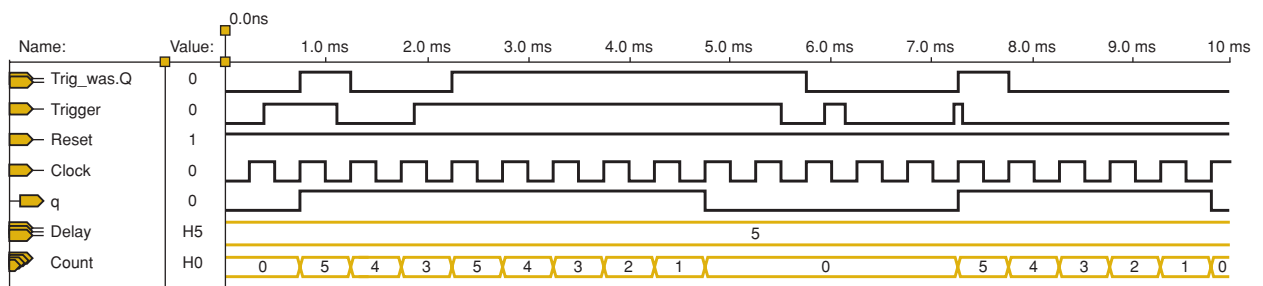 0.0ns
Name: Value: 1.0 ms 2.0 ms 3.0 ms 4.0 ms 5.0 ms 6.0 ms 7.0 ms 8.0 ms 9.0 ms 10 ms
Trig_was.Q 0
Trigger 0
Reset 1
Clock 0
q 0
Delay H5 5
Count H0 0 5 4 3 5 4 3 2 1 0 5 4 3 2 1 0